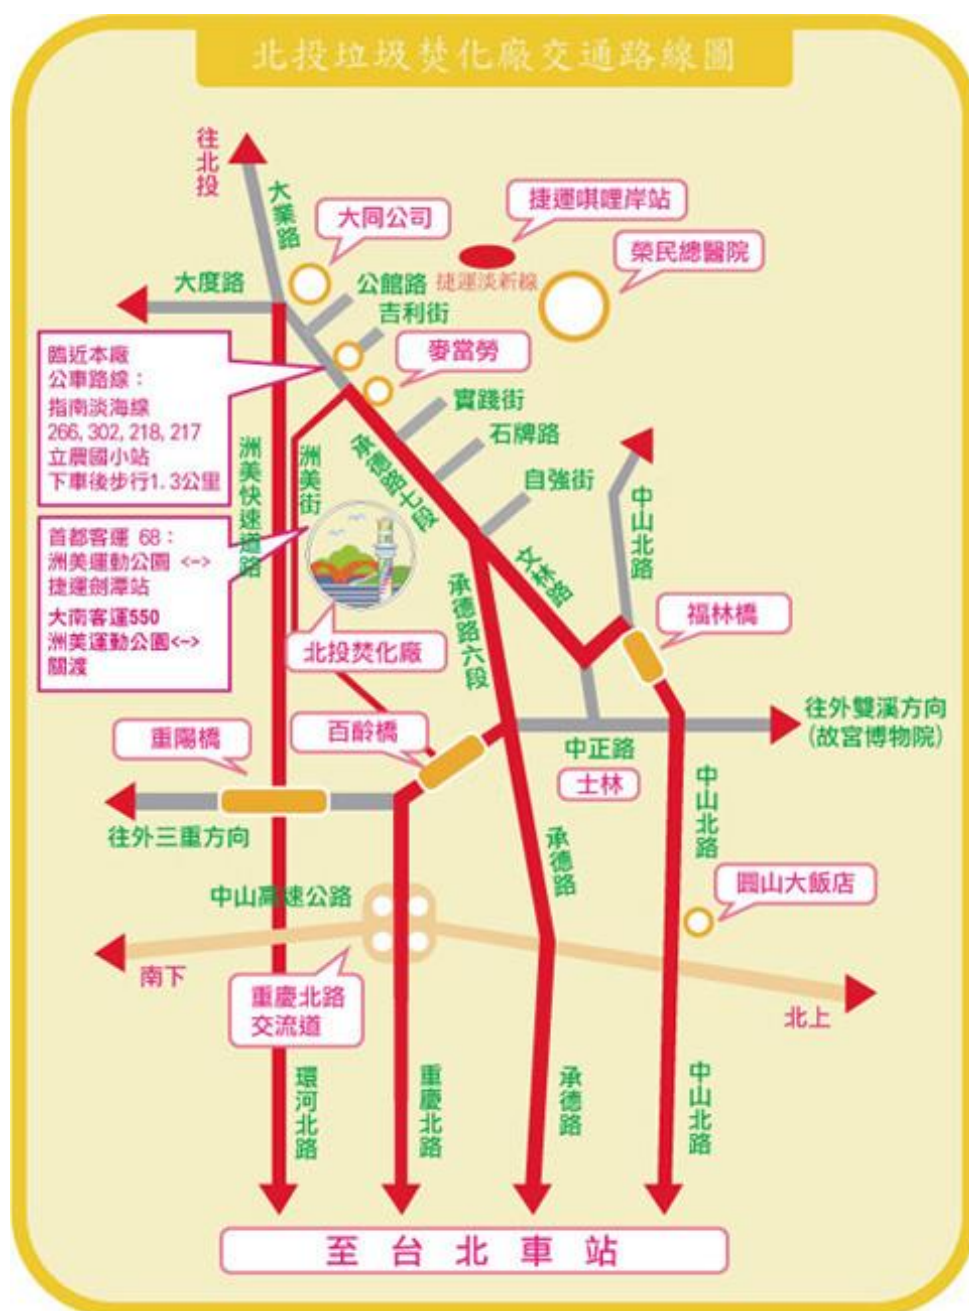 北投垃圾焚化廠交通路線圖
往北投
大業路
大同公司
捷運唭哩岸站
捷運淡新線
榮民總醫院
大度路
公館路
吉利街
麥當勞
臨近本廠
公車路線：
指南淡海線
266, 302, 218, 217
立農國小站
下車後步行1.3公里
實踐街
石牌路
自強街
洲美快速道路
洲美街
承德路七段
中山北路
首都客運 68：
洲美運動公園 <->
捷運劍潭站
大南客運550
洲美運動公園<->
關渡
文林路
承德路六段
福林橋
北投焚化廠
重陽橋
百齡橋
中正路
士林
往外雙溪方向
(故宮博物院)
往外三重方向
中山北路
承德路
中山高速公路
圓山大飯店
南下
重慶北路
交流道
北上
環河北路
重慶北路
承德路
中山北路
至台北車站